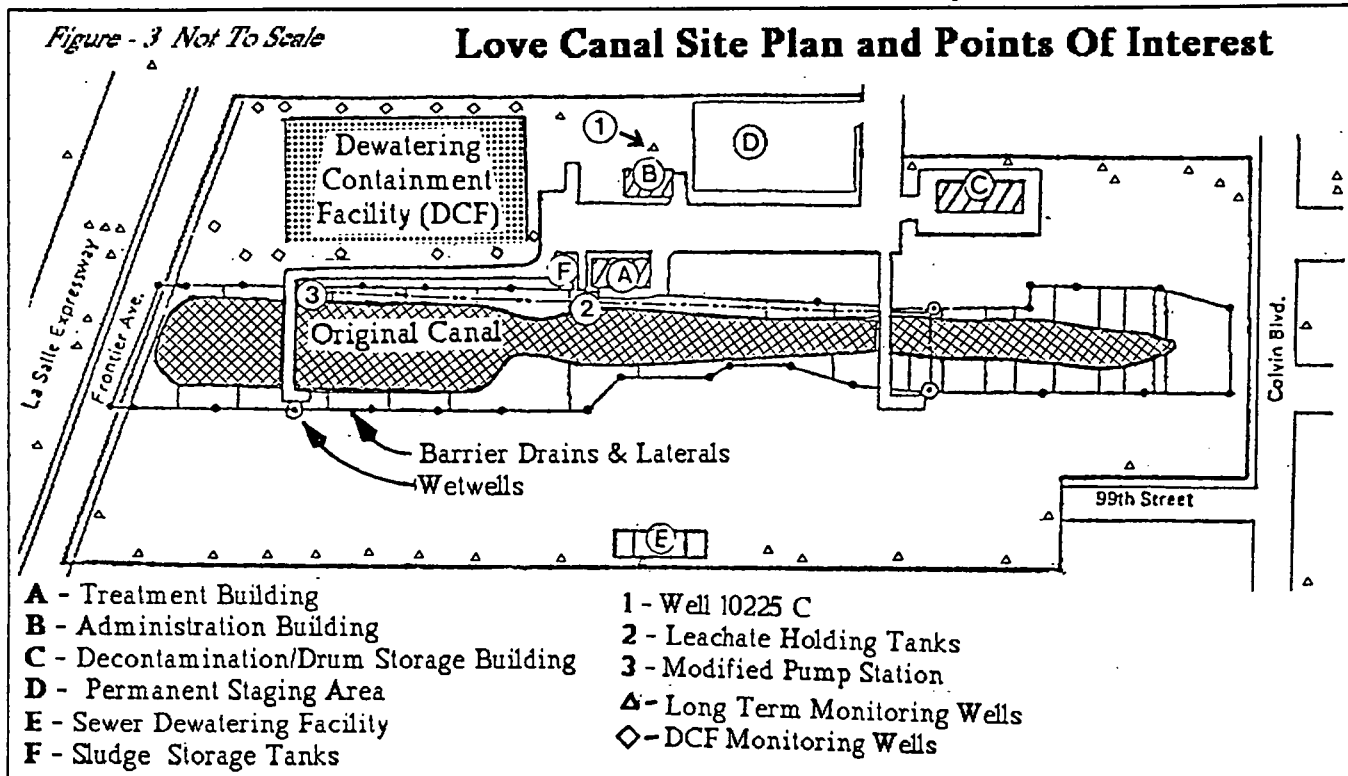 Figure - 3 Not To Scale
Love Canal Site Plan and Points Of Interest
1
D
Dewatering
Containment
Facility (DCF)
B
C
F
A
3
2
Original Canal
La Salle Expressway
Frontier Ave.
Colvin Blvd.
Barrier Drains & Laterals
Wetwells
99th Street
E
A - Treatment Building
B - Administration Building
C - Decontamination/Drum Storage Building
D - Permanent Staging Area
E - Sewer Dewatering Facility
F - Sludge Storage Tanks
1 - Well 10225 C
2 - Leachate Holding Tanks
3 - Modified Pump Station
△ - Long Term Monitoring Wells
◇ - DCF Monitoring Wells